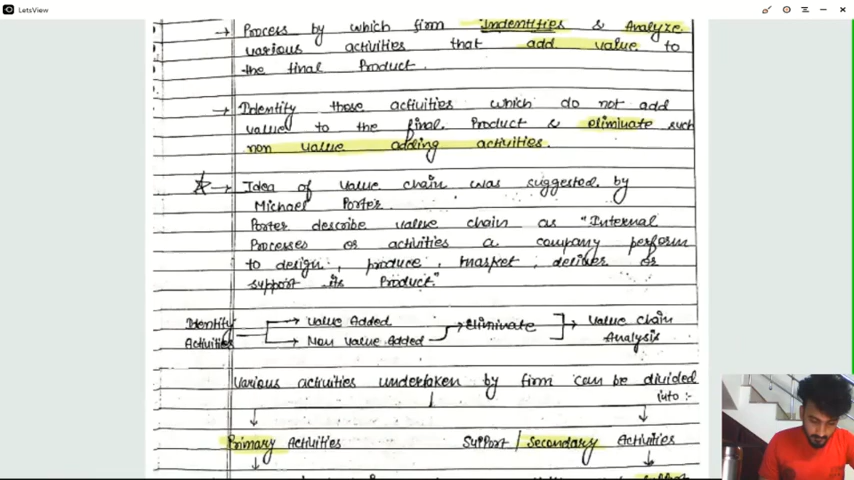 LetsView
→ Process by which firm Indentities & Analyze
various activities that add value to
the final Product.
→ Identity those activities which do not add
value to the final Product & eliminate such
non value adding activities.
☆→ Idea of value chain was suggested by
Michael Porter.
Porter describe value chain as "Internal
Processes or activities a company perform
to design, produce, market, deliver or
support its Product."
Identity Activities → Value Added
→ Non Value Added → Eliminate → Value Chain Analysis
Various activities undertaken by firm can be divided
into :-
Primary Activities Support / Secondary Activities